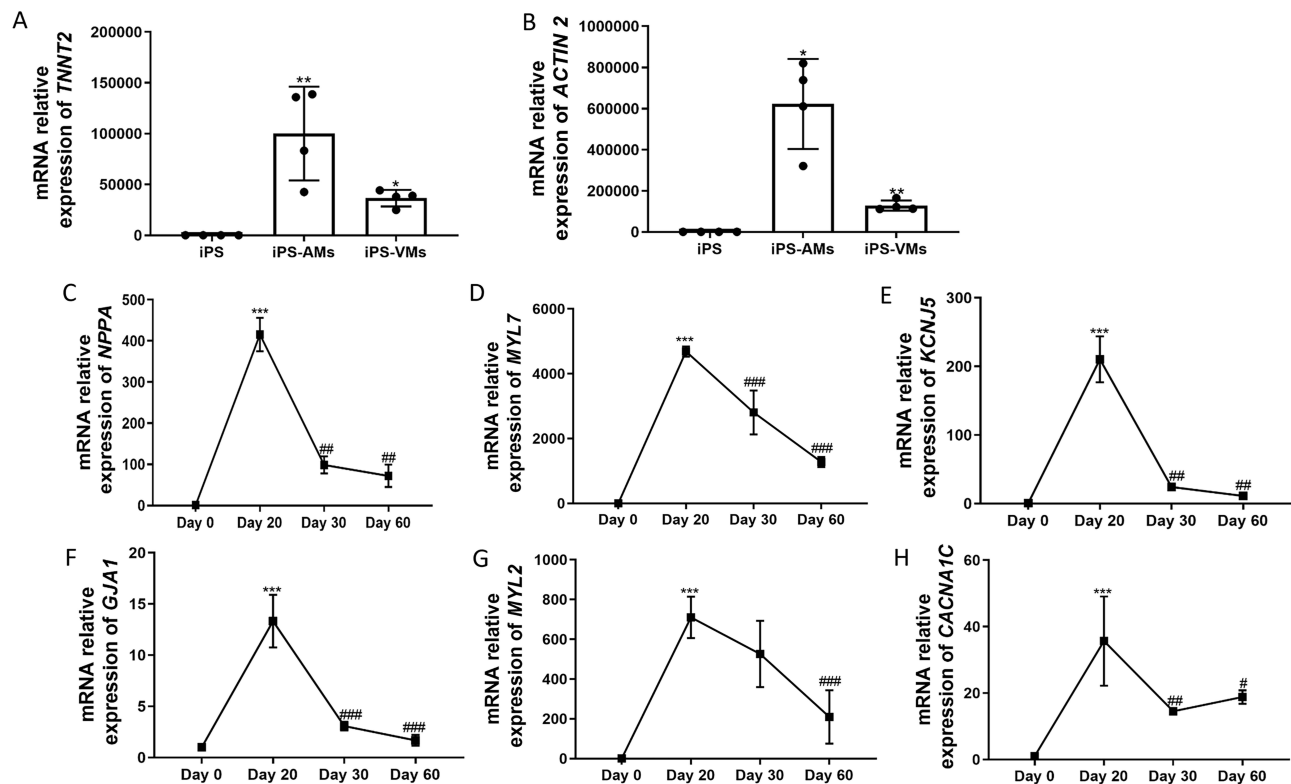 A
mRNA relative
expression of TNNT2
200000
150000
100000
50000
0
**
*
iPS
iPS-AMs
iPS-VMs
B
mRNA relative
expression of ACTIN 2
1000000
800000
600000
400000
200000
0
*
**
iPS
iPS-AMs
iPS-VMs
C
mRNA relative
expression of NPPA
500
400
300
200
100
0
***
##
##
Day 0
Day 20
Day 30
Day 60
D
mRNA relative
expression of MYL7
6000
4000
2000
0
***
###
###
Day 0
Day 20
Day 30
Day 60
E
mRNA relative
expression of KCNJ5
300
200
100
0
***
##
##
Day 0
Day 20
Day 30
Day 60
F
mRNA relative
expression of GJA1
20
15
10
5
0
***
###
###
Day 0
Day 20
Day 30
Day 60
G
mRNA relative
expression of MYL2
1000
800
600
400
200
0
***
###
Day 0
Day 20
Day 30
Day 60
H
mRNA relative
expression of CACNA1C
60
40
20
0
***
##
#
Day 0
Day 20
Day 30
Day 60